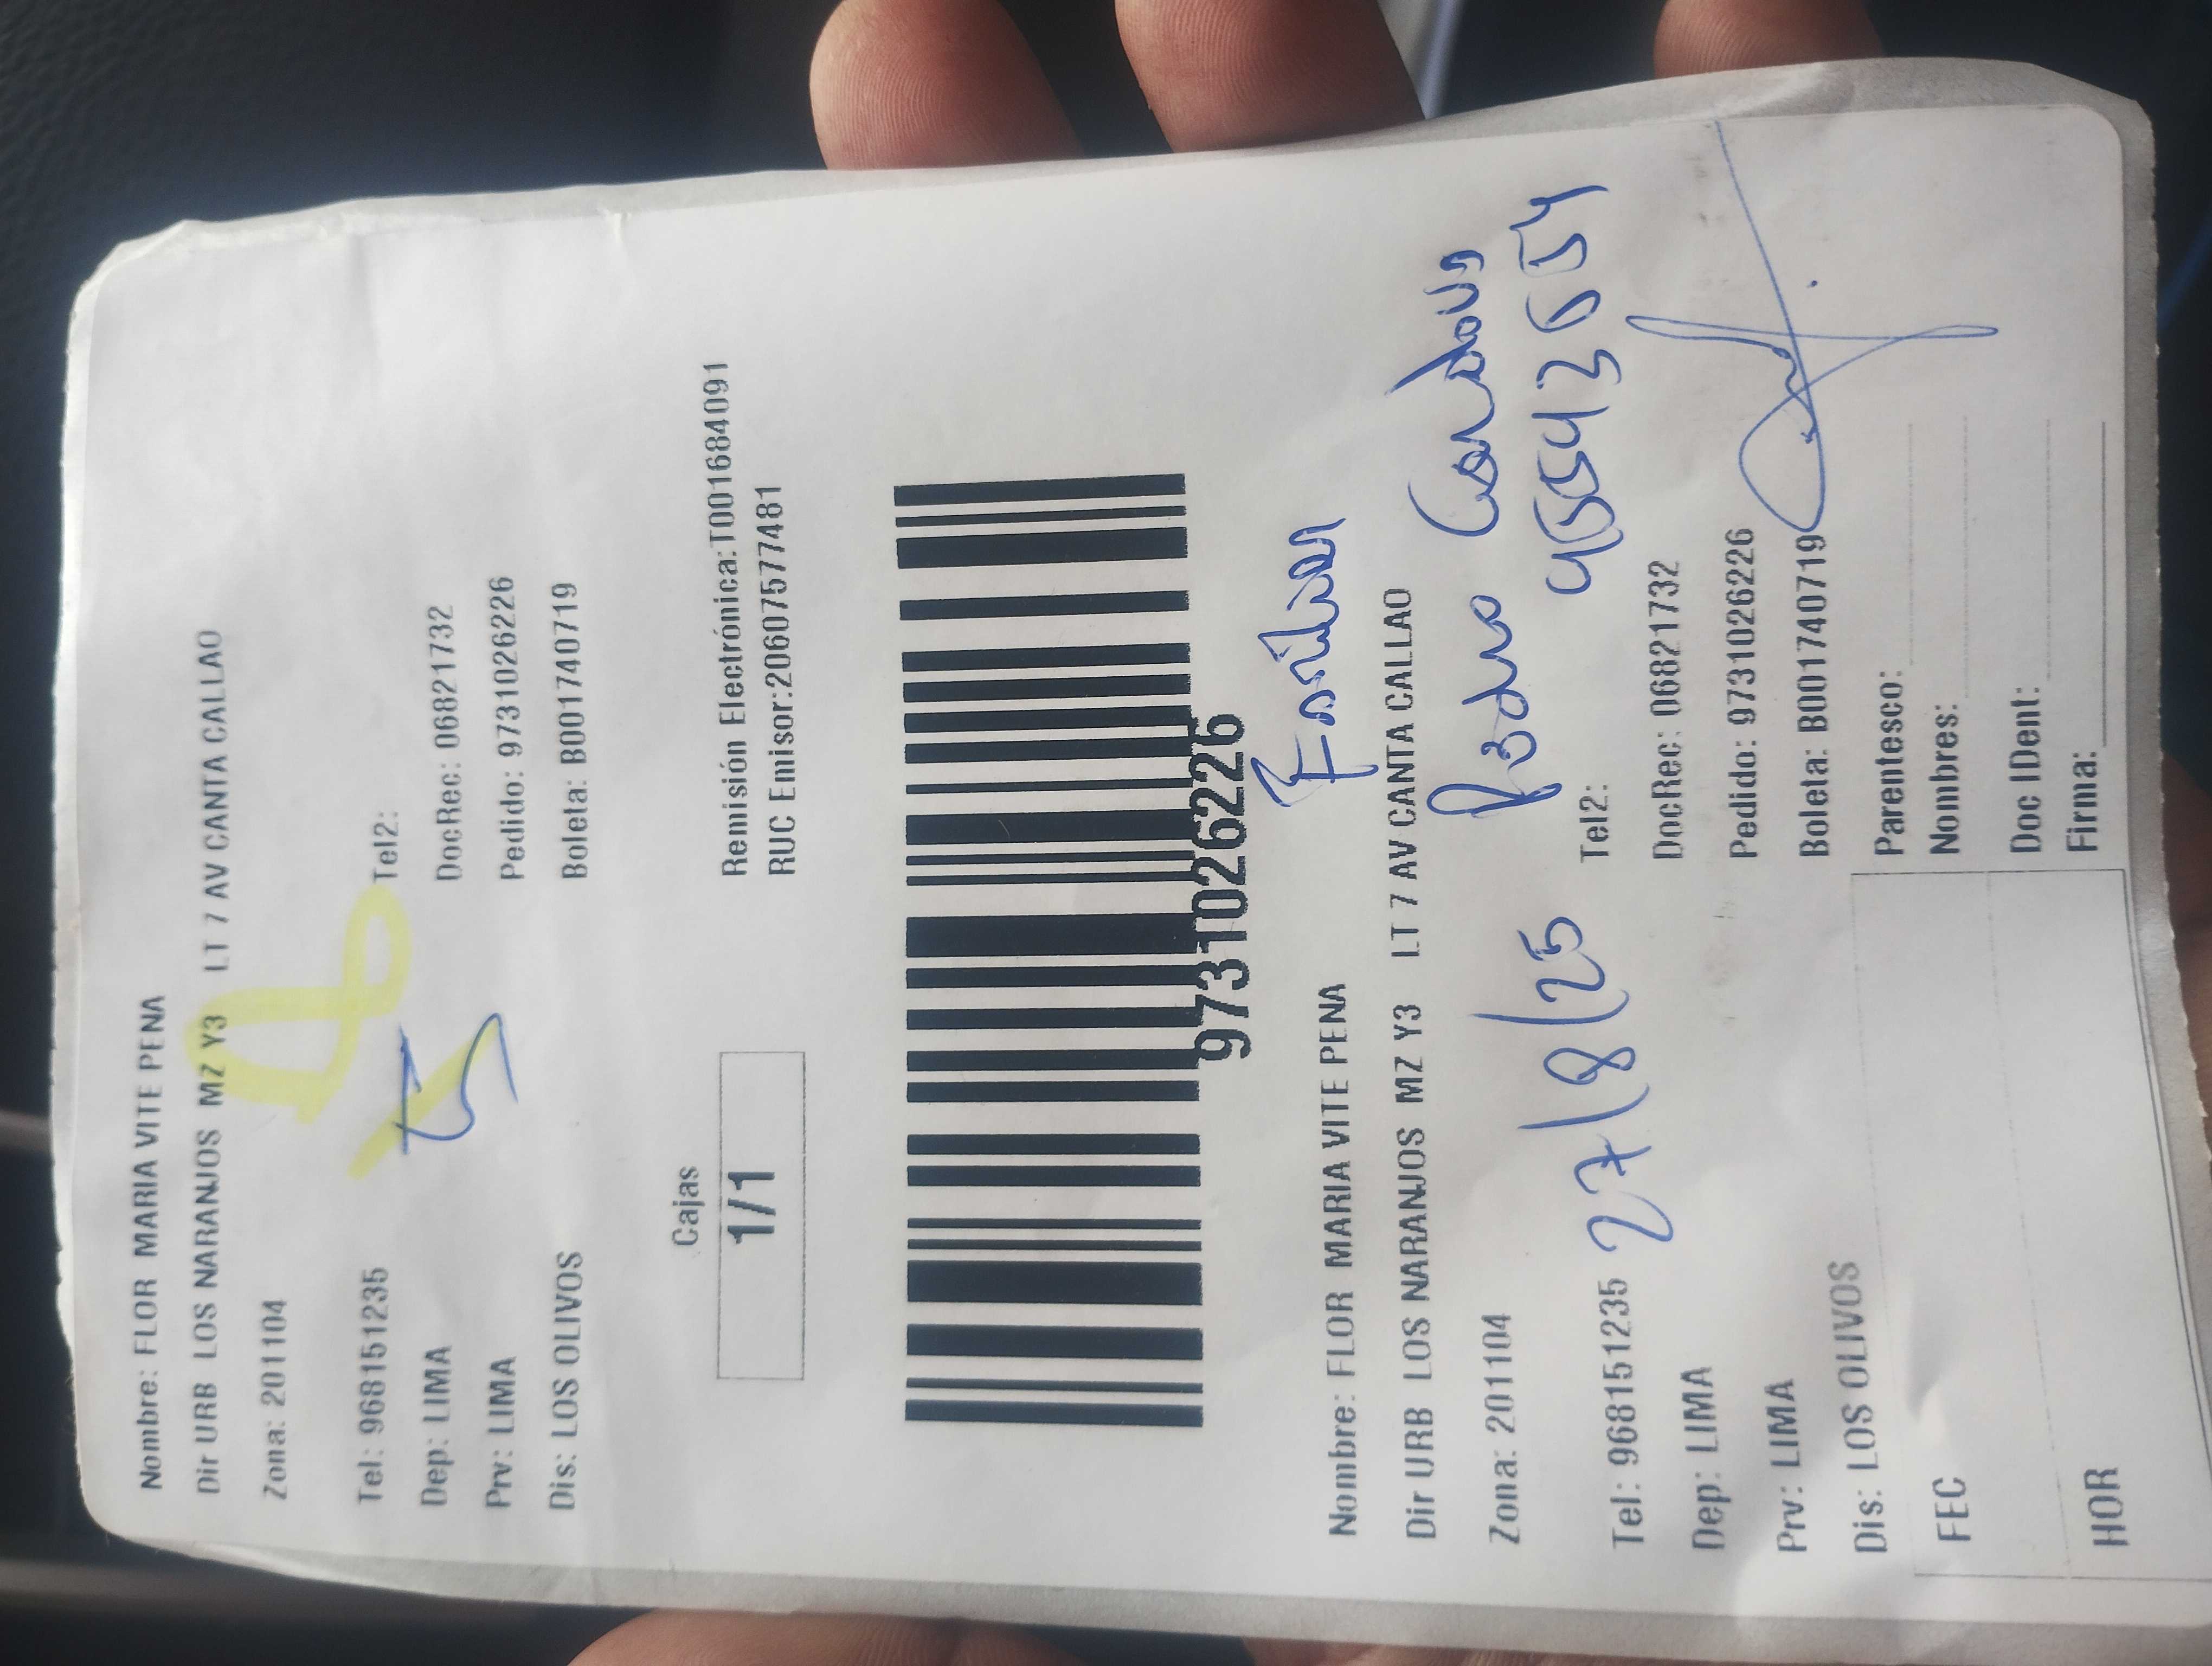 Nombre: FLOR MARIA VITE PENA
Dir URB LOS NARANJOS MZ Y3 LT 7 AV CANTA CALLAO
Zona: 201104
Tel: 968151235 Tel2:
Dep: LIMA DocRec: 06821732
Prv: LIMA Pedido: 9731026226
Dis: LOS OLIVOS Boleta: B001740719
Cajas
1/1
Remisión Electrónica:T001684091
RUC Emisor:20607577481
9731026226
Nombre: FLOR MARIA VITE PENA
Dir URB LOS NARANJOS MZ Y3 LT 7 AV CANTA CALLAO
Zona: 201104
27/8/25
Tel: 968151235 Tel2:
Dep: LIMA DocRec: 06821732
Prv: LIMA Pedido: 9731026226
Dis: LOS OLIVOS Boleta: B001740719
FEC
HOR
Parentesco:
Nombres:
Doc IDent:
Firma: